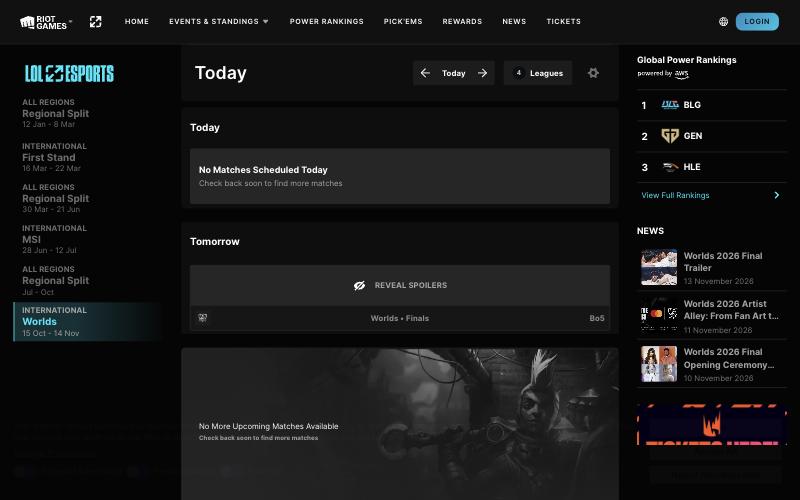 RIOT GAMES
HOME
EVENTS & STANDINGS
POWER RANKINGS
PICK'EMS
REWARDS
NEWS
TICKETS
LOGIN
LOL ESPORTS
ALL REGIONS
Regional Split
12 Jan - 8 Mar
INTERNATIONAL
First Stand
16 Mar - 22 Mar
ALL REGIONS
Regional Split
30 Mar - 21 Jun
INTERNATIONAL
MSI
28 Jun - 12 Jul
ALL REGIONS
Regional Split
Jul - Oct
INTERNATIONAL
Worlds
15 Oct - 14 Nov
Today
Today
4 Leagues
Today
No Matches Scheduled Today
Check back soon to find more matches
Tomorrow
REVEAL SPOILERS
Worlds • Finals
Bo5
No More Upcoming Matches Available
Check back soon to find more matches
Global Power Rankings
powered by aws
1 BLG
2 GEN
3 HLE
View Full Rankings
NEWS
Worlds 2026 Final
Trailer
13 November 2026
Worlds 2026 Artist
Alley: From Fan Art t...
11 November 2026
Worlds 2026 Final
Opening Ceremony...
10 November 2026
TICKETS HERE!